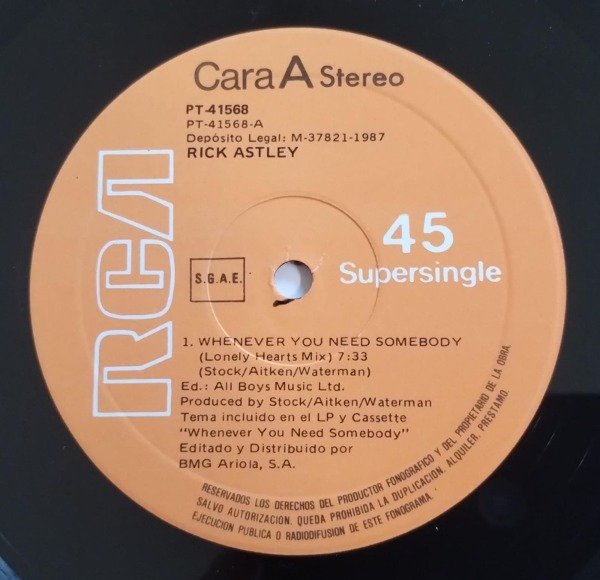 Cara A Stereo
PT-41568
PT-41568-A
Depósito Legal: M-37821-1987
RICK ASTLEY
RCA
45
Supersingle
S.G.A.E.
1. WHENEVER YOU NEED SOMEBODY
(Lonely Hearts Mix) 7:33
(Stock/Aitken/Waterman)
Ed.: All Boys Music Ltd.
Produced by Stock/Aitken/Waterman
Tema incluido en el LP y Cassette
"Whenever You Need Somebody"
Editado y Distribuido por
BMG Ariola, S.A.
RESERVADOS LOS DERECHOS DEL PRODUCTOR FONOGRAFICO Y DEL PROPIETARIO DE LA OBRA.
SALVO AUTORIZACION. QUEDA PROHIBIDA LA DUPLICACION, ALQUILER, PRESTAMO,
EJECUCION PUBLICA O RADIODIFUSION DE ESTE FONOGRAMA.